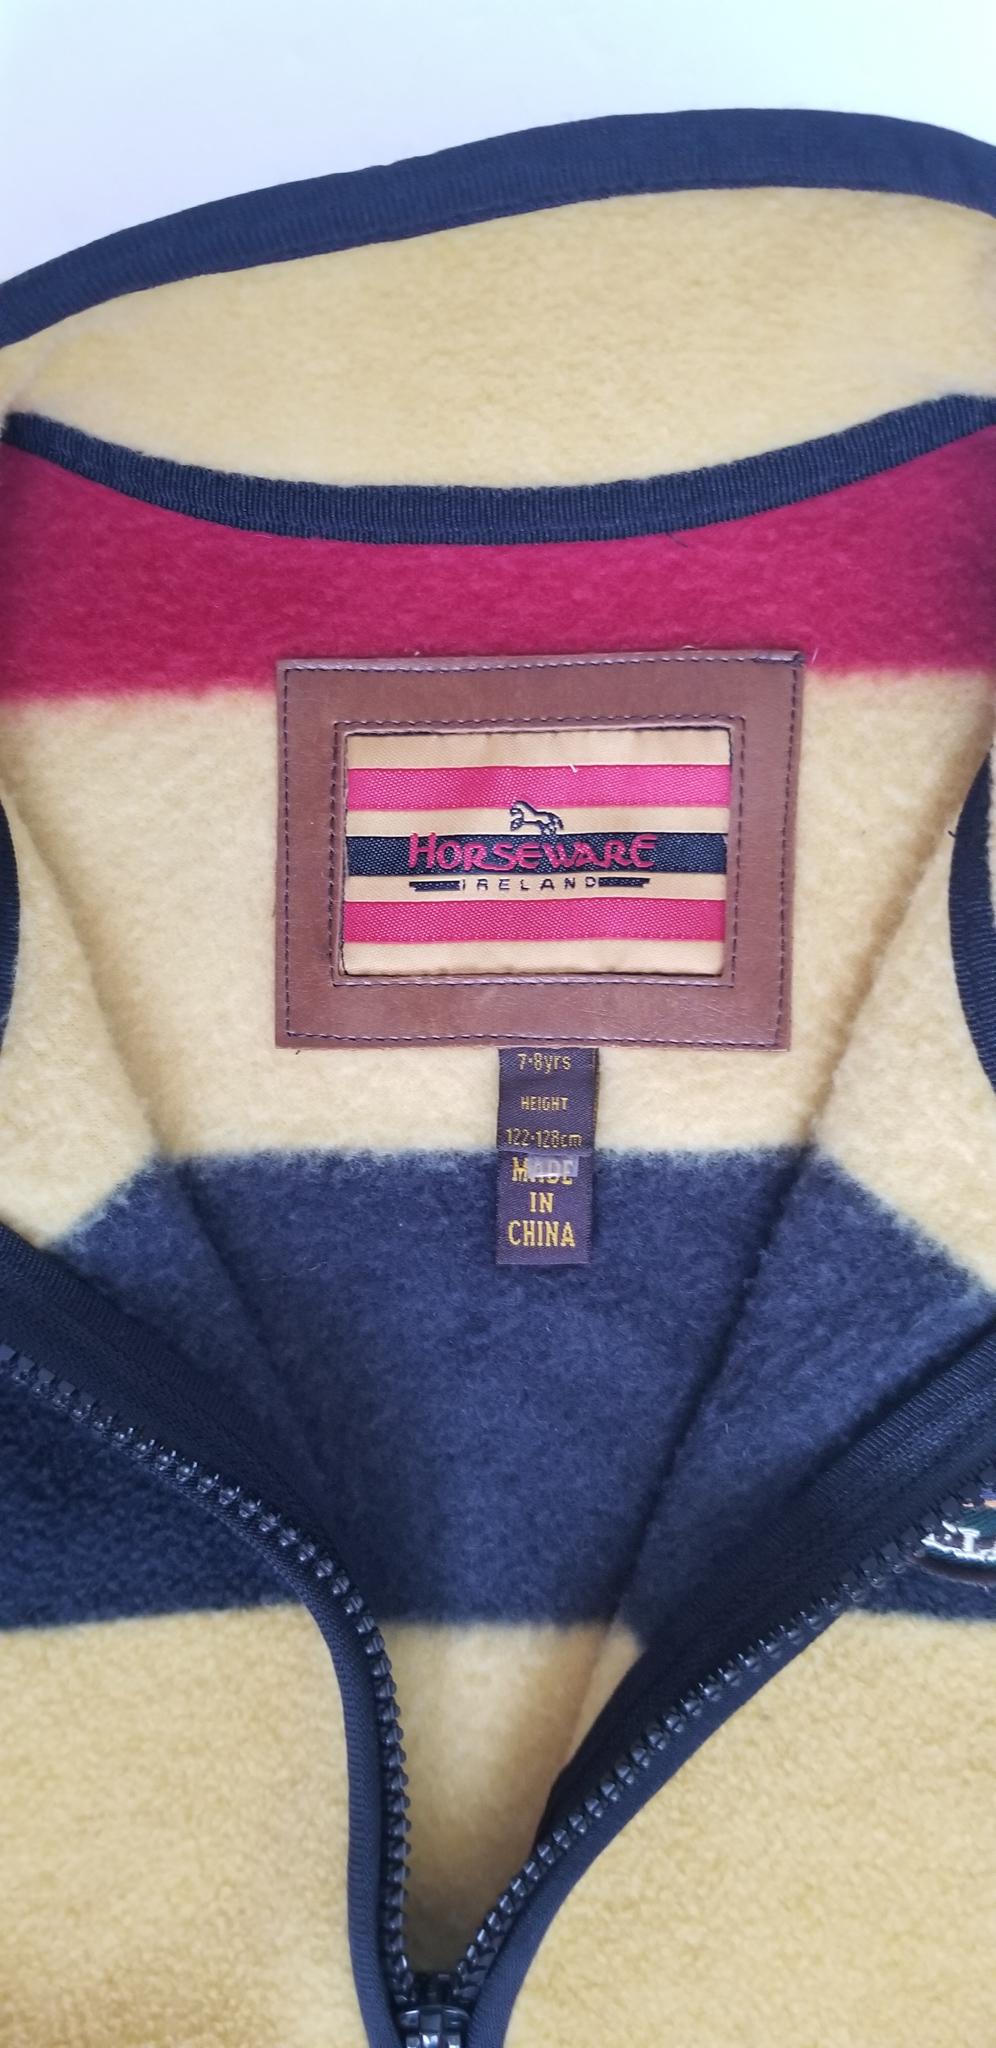 HORSEWARE
IRELAND
7-8yrs
HEIGHT
122-128cm
MADE
IN
CHINA